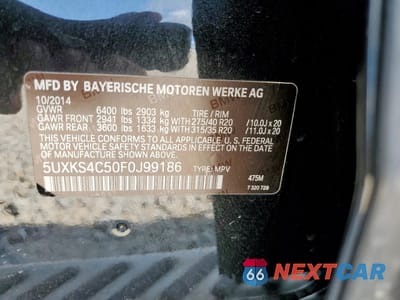 MFD BY BAYERISCHE MOTOREN WERKE AG
10/2014
GVWR 6400 lbs 2903 kg TIRE / RIM
GAWR FRONT 2941 lbs 1334 kg WITH 275/40 R20 / 10.0J x 20
GAWR REAR. 3600 lbs 1633 kg WITH 315/35 R20 / 11.0J x 20
THIS VEHICLE CONFORMS TO ALL APPLICABLE U.S. FEDERAL
MOTOR VEHICLE SAFETY STANDARDS IN EFFECT ON THE DATE
OF MANUFACTURE SHOWN ABOVE.
5UXKS4C50F0J99186 TYPE: MPV
475M
7 320 729
66 NEXTCAR